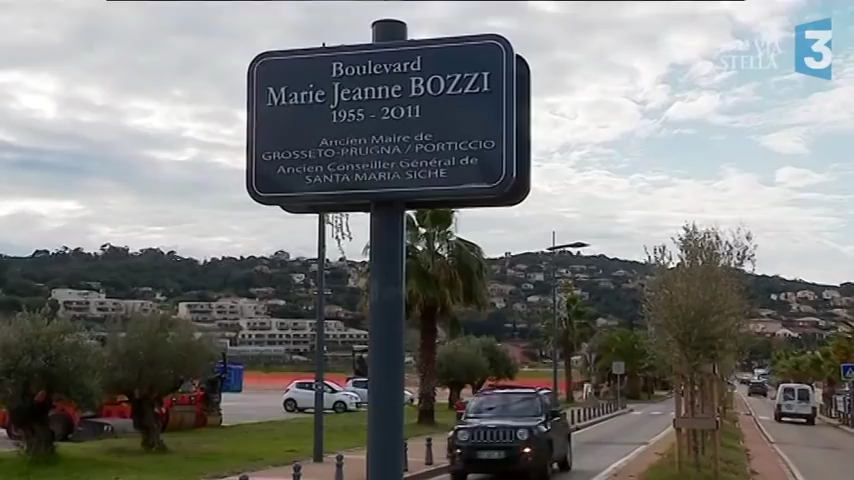 Boulevard
Marie Jeanne BOZZI
1955 - 2011
Ancien Maire de
GROSSETO-PRUGNA / PORTICCIO
Ancien Conseiller Général de
SANTA MARIA SICHE
VIA
STELLA
3